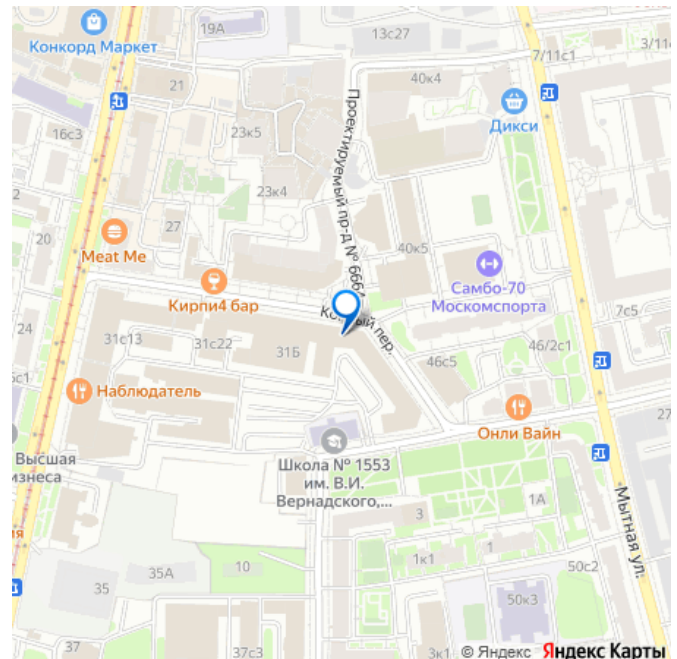 Конкорд Маркет
19А
13с27
7/11с1
3/11
21
40к4
Дикси
16с3
23к5
Проектируемый пр-д № 666
23к4
20
27
Meat Me
40к5
Самбо-70
Москомспорта
Кирпи4 бар
24
31с13
31с22
31Б
пер.
7с5
46с5
46/2с1
Наблюдатель
Онли Вайн
27
Высшая
Школа № 1553
им. В.И.
Вернадского,...
3
1А
Мытная ул.
1к1
1
50с2
35
35А
10
50к3
37
37с3
3к1
© Яндекс Яндекс Карты